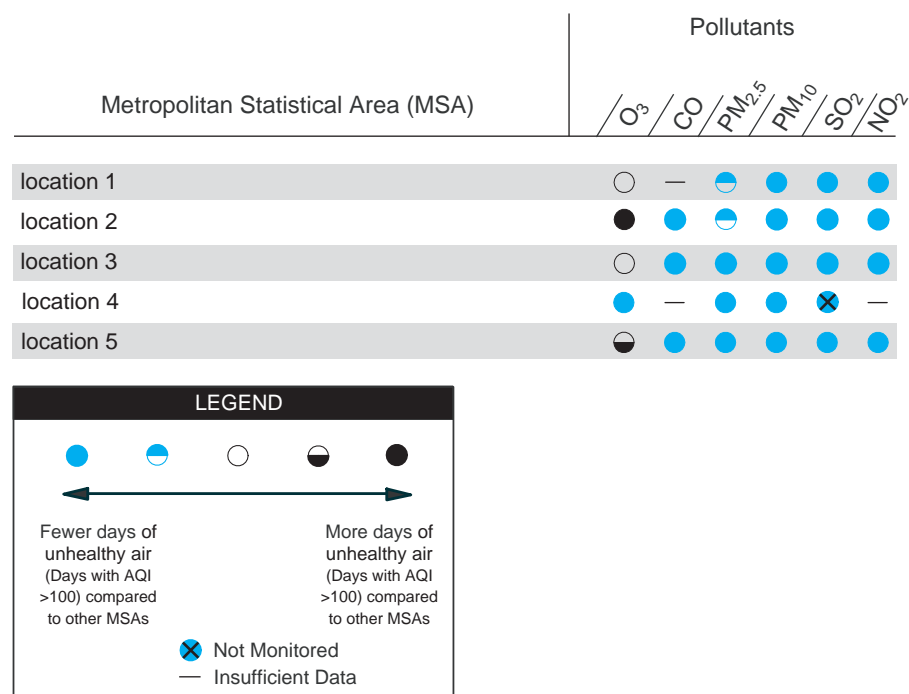 Pollutants
Metropolitan Statistical Area (MSA)
O3 CO PM2.5 PM10 SO2 NO2
location 1
location 2
location 3
location 4
location 5
LEGEND
Fewer days of
unhealthy air
(Days with AQI
>100) compared
to other MSAs
More days of
unhealthy air
(Days with AQI
>100) compared
to other MSAs
Not Monitored
— Insufficient Data